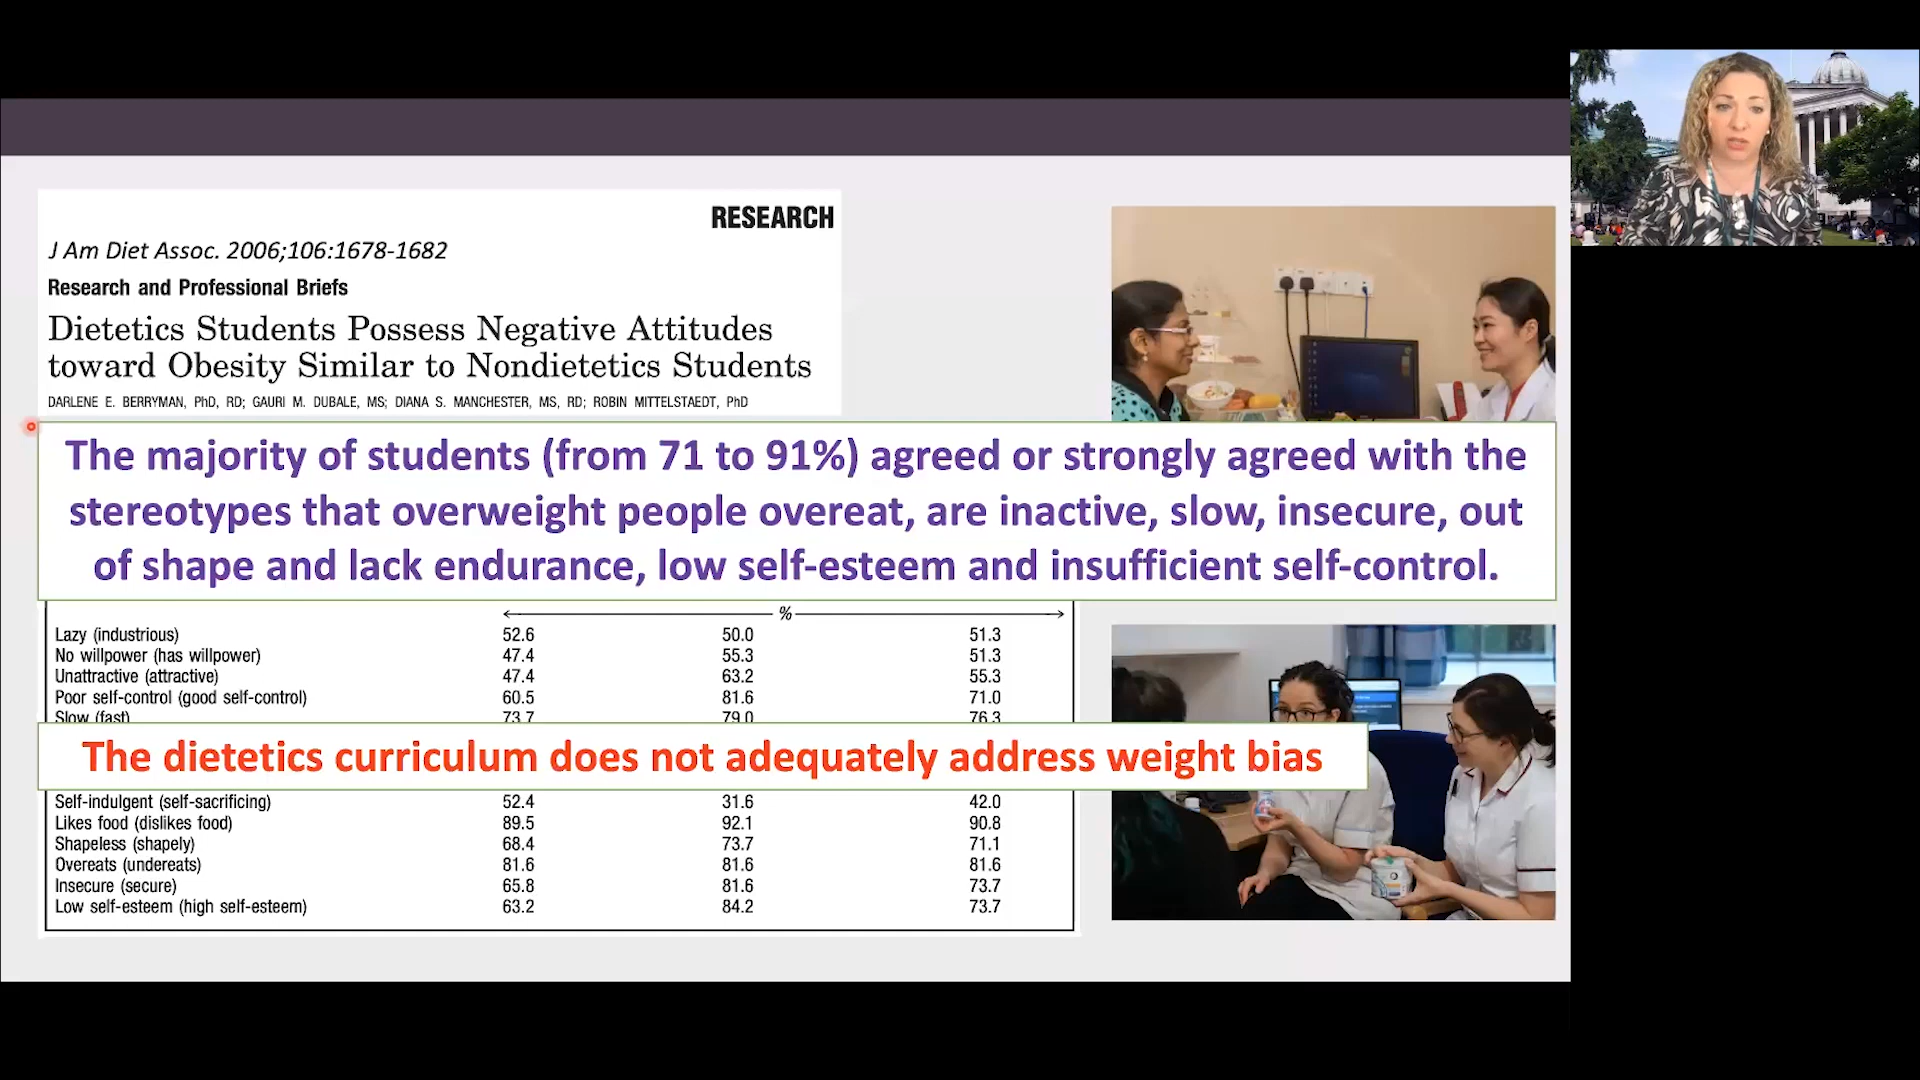 RESEARCH
J Am Diet Assoc. 2006;106:1678-1682
Research and Professional Briefs
Dietetics Students Possess Negative Attitudes
toward Obesity Similar to Nondietetics Students
DARLENE E. BERRYMAN, PhD, RD; GAURI M. DUBALE, MS; DIANA S. MANCHESTER, MS, RD; ROBIN MITTELSTAEDT, PhD
The majority of students (from 71 to 91%) agreed or strongly agreed with the
stereotypes that overweight people overeat, are inactive, slow, insecure, out
of shape and lack endurance, low self-esteem and insufficient self-control.
%
Lazy (industrious) 52.6 50.0 51.3
No willpower (has willpower) 47.4 55.3 51.3
Unattractive (attractive) 47.4 63.2 55.3
Poor self-control (good self-control) 60.5 81.6 71.0
Slow (fast) 73.7 79.0 76.3
The dietetics curriculum does not adequately address weight bias
Self-indulgent (self-sacrificing) 52.4 31.6 42.0
Likes food (dislikes food) 89.5 92.1 90.8
Shapeless (shapely) 68.4 73.7 71.1
Overeats (undereats) 81.6 81.6 81.6
Insecure (secure) 65.8 81.6 73.7
Low self-esteem (high self-esteem) 63.2 84.2 73.7